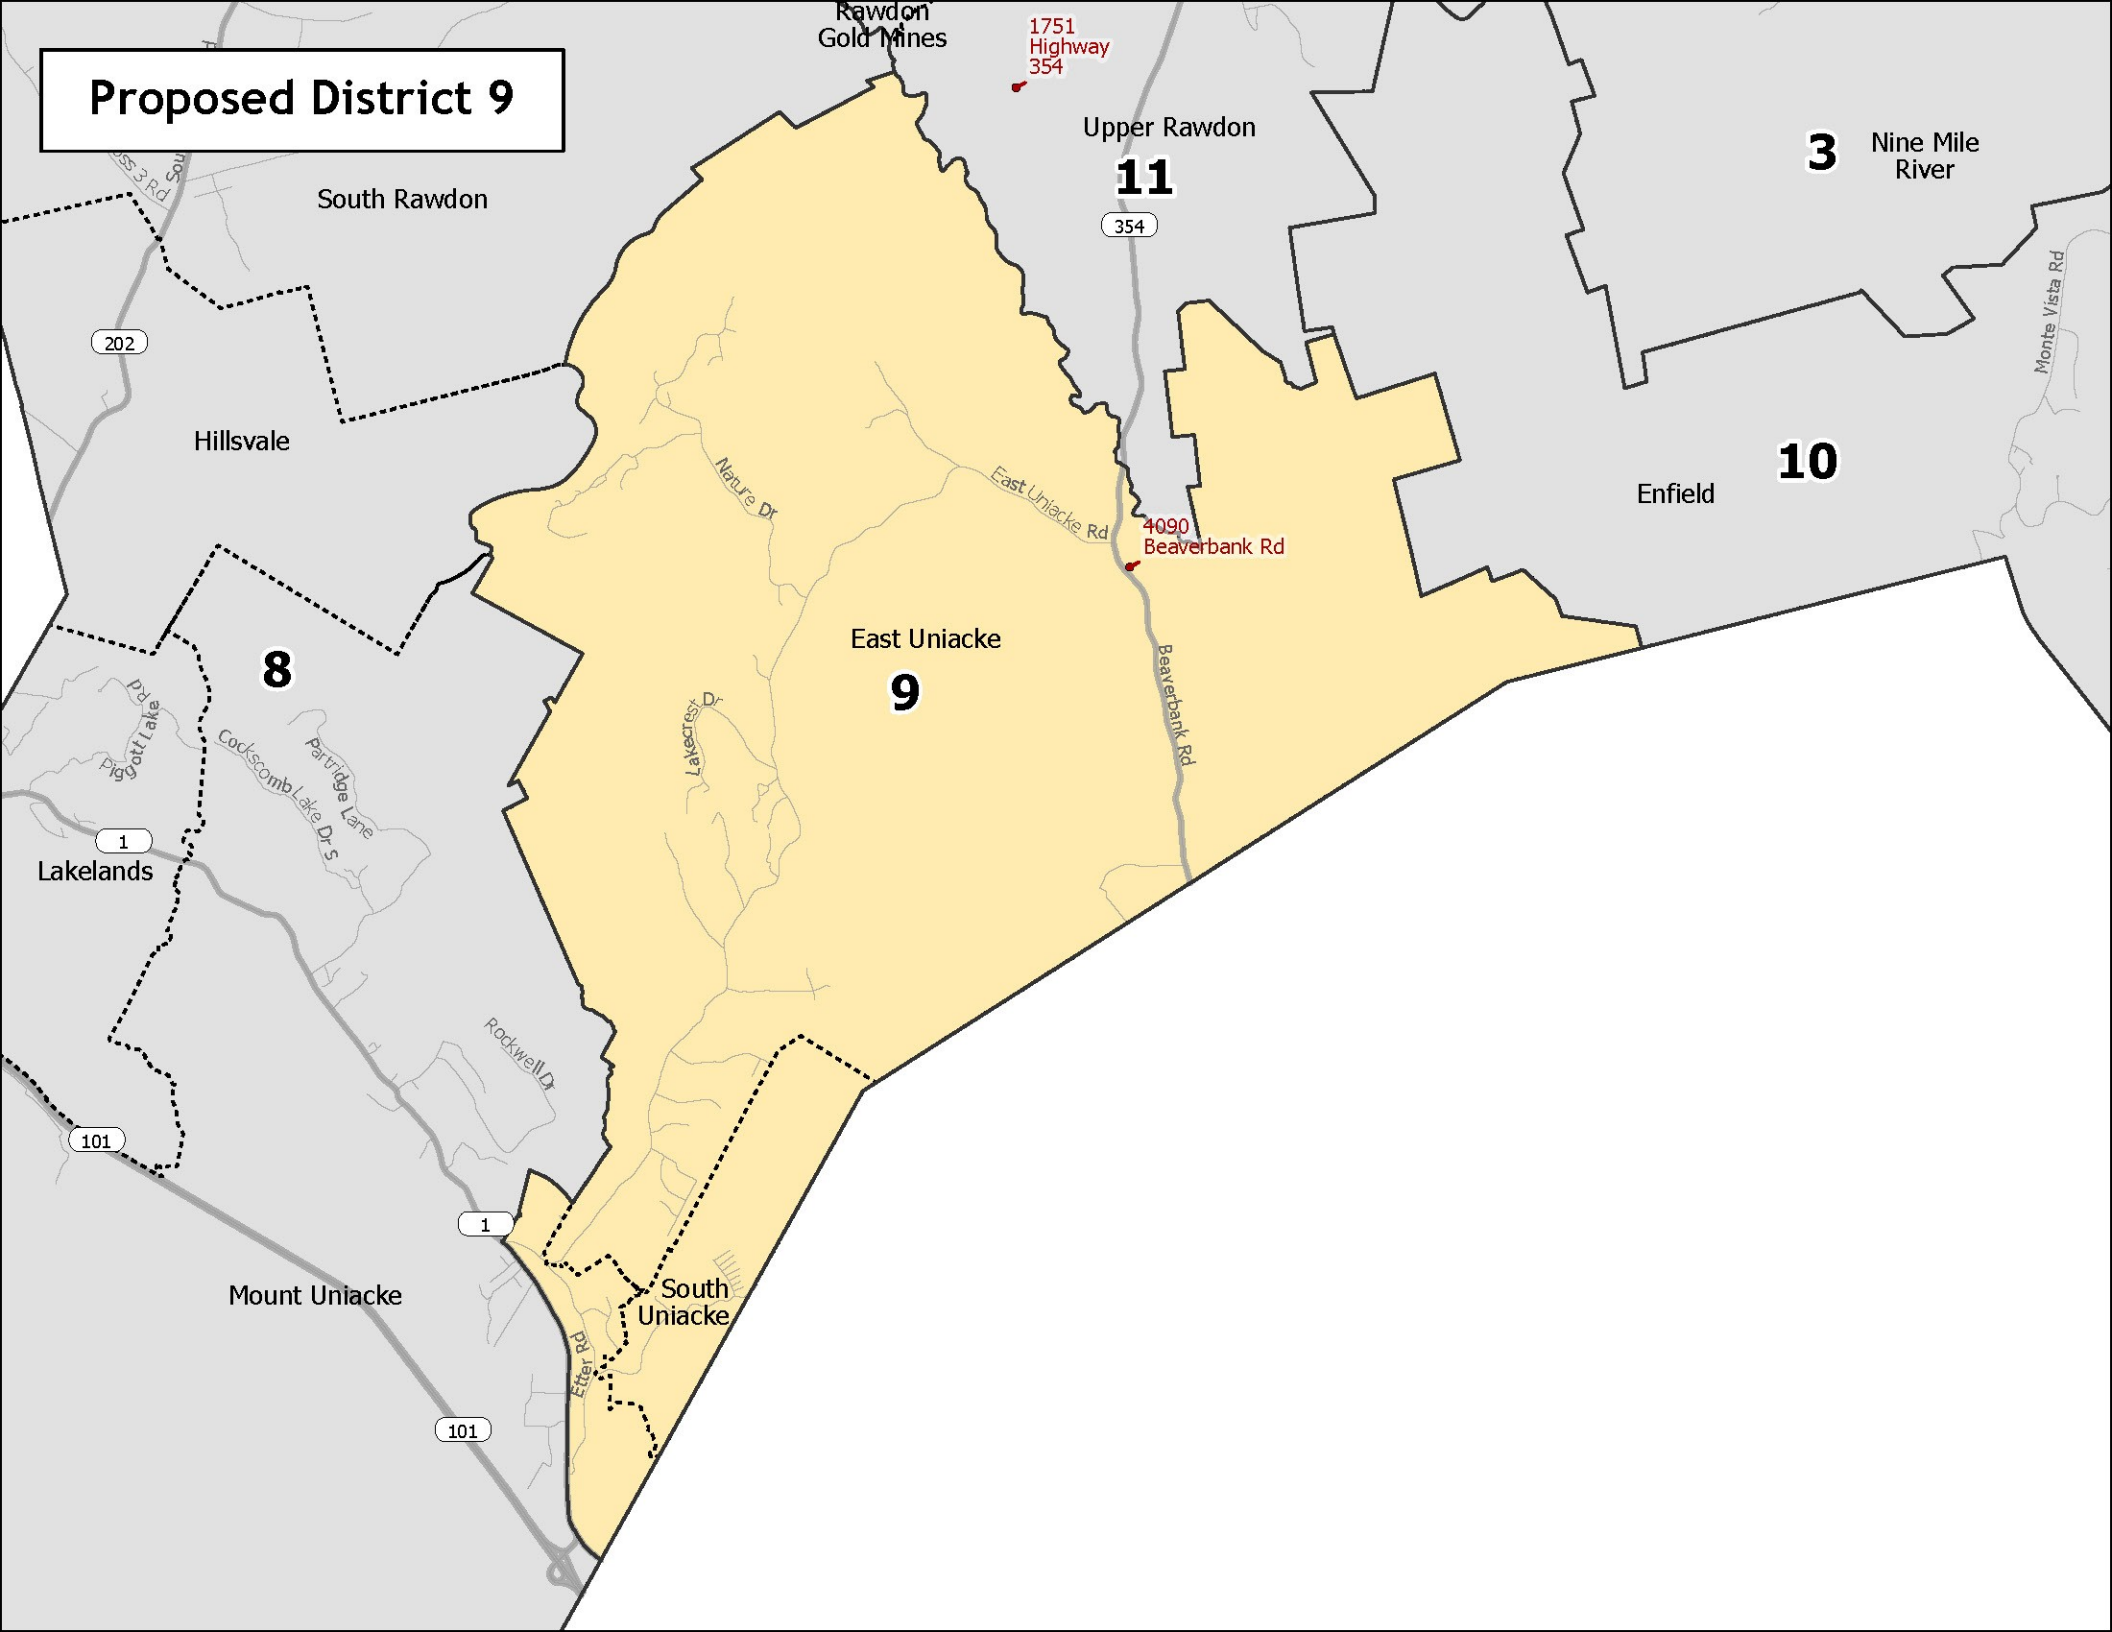 Rawdon
Gold Mines
1751
Highway
354
Proposed District 9
Upper Rawdon
11
3
Nine Mile
River
Sou
South Rawdon
354
Monte Vista Rd
202
Hillsvale
Nature Dr
East Uniacke Rd
10
Enfield
4090
Beaverbank Rd
East Uniacke
9
8
Beaverbank Rd
Lakecrest Dr
Piggott Lake Rd
Cockscomb Lake Dr S
Partridge Lane
1
Lakelands
Rockwell Dr
101
1
Mount Uniacke
South
Uniacke
Etter Rd
101